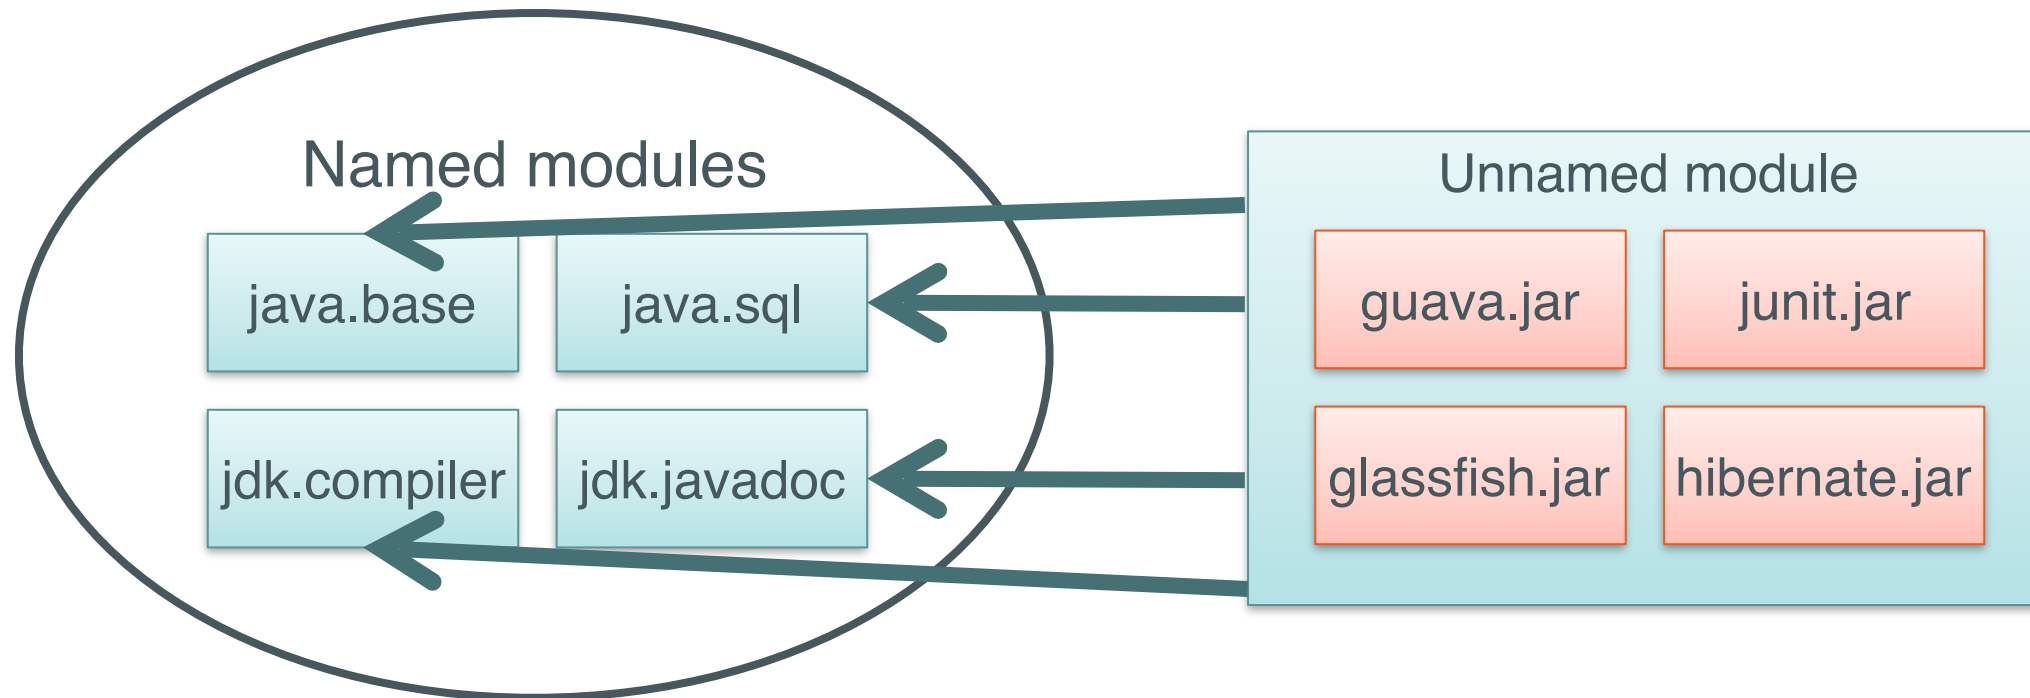 Named modules
java.base
java.sql
jdk.compiler
jdk.javadoc
Unnamed module
guava.jar
junit.jar
glassfish.jar
hibernate.jar